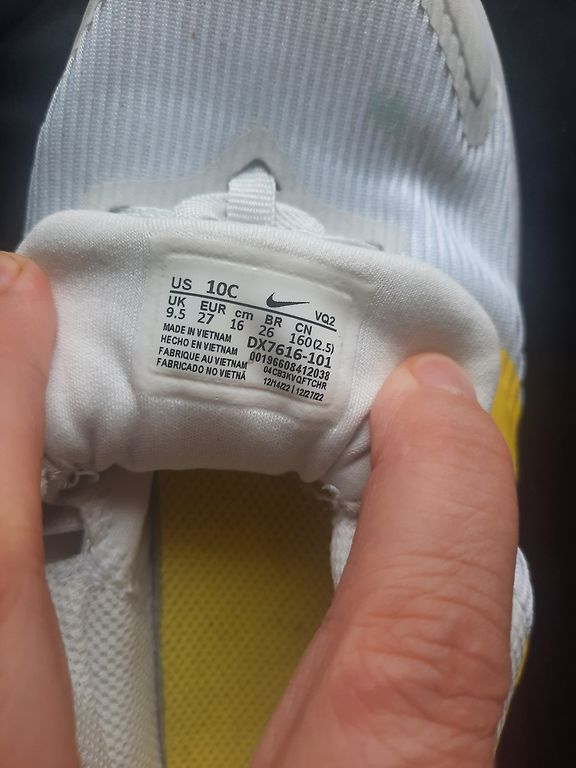 US 10C
UK EUR cm BR CN VQ2
9.5 27 16 26 160(2.5)
MADE IN VIETNAM DX7616-101
HECHO EN VIETNAM 00196608412038
FABRIQUE AU VIETNAM 04CB3KVQFTCHR
FABRICADO NO VIETNÃ 12/14/22 | 12/27/22